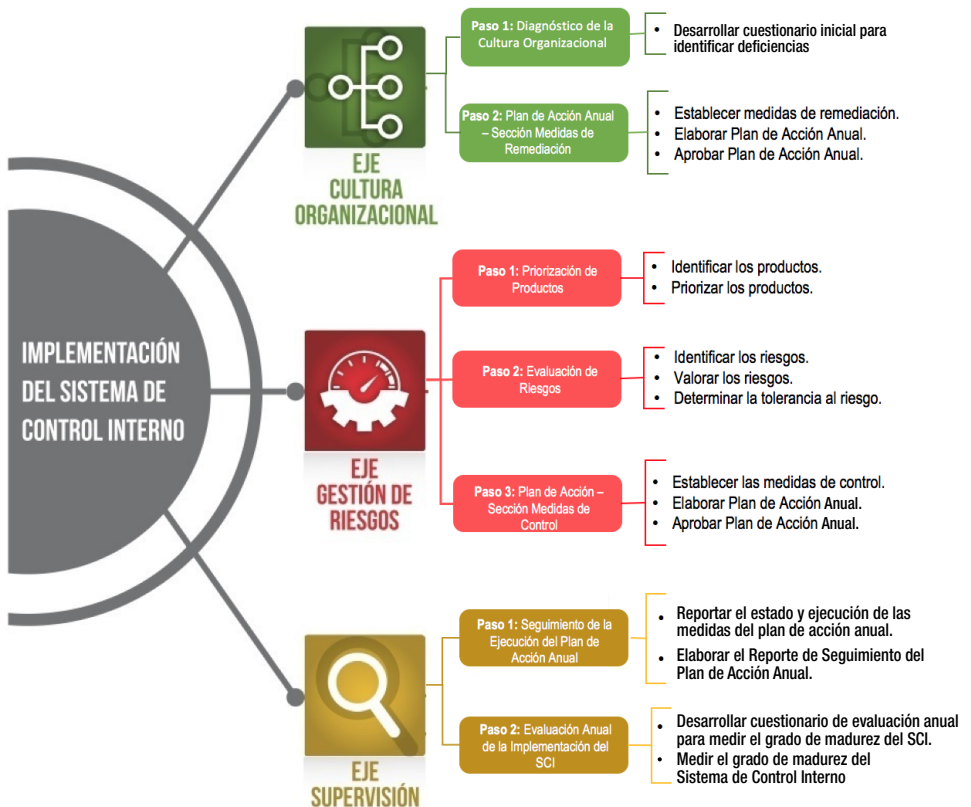 IMPLEMENTACIÓN
DEL SISTEMA DE
CONTROL INTERNO
EJE
CULTURA
ORGANIZACIONAL
Paso 1: Diagnóstico de la
Cultura Organizacional
• Desarrollar cuestionario inicial para
identificar deficiencias
Paso 2: Plan de Acción Anual
– Sección Medidas de
Remediación
• Establecer medidas de remediación.
• Elaborar Plan de Acción Anual.
• Aprobar Plan de Acción Anual.
EJE
GESTIÓN DE
RIESGOS
Paso 1: Priorización de
Productos
• Identificar los productos.
• Priorizar los productos.
Paso 2: Evaluación de
Riesgos
• Identificar los riesgos.
• Valorar los riesgos.
• Determinar la tolerancia al riesgo.
Paso 3: Plan de Acción –
Sección Medidas de
Control
• Establecer las medidas de control.
• Elaborar Plan de Acción Anual.
• Aprobar Plan de Acción Anual.
EJE
SUPERVISIÓN
Paso 1: Seguimiento de la
Ejecución del Plan de
Acción Anual
• Reportar el estado y ejecución de las
medidas del plan de acción anual.
• Elaborar el Reporte de Seguimiento del
Plan de Acción Anual.
Paso 2: Evaluación Anual
de la Implementación del
SCI
• Desarrollar cuestionario de evaluación anual
para medir el grado de madurez del SCI.
• Medir el grado de madurez del
Sistema de Control Interno